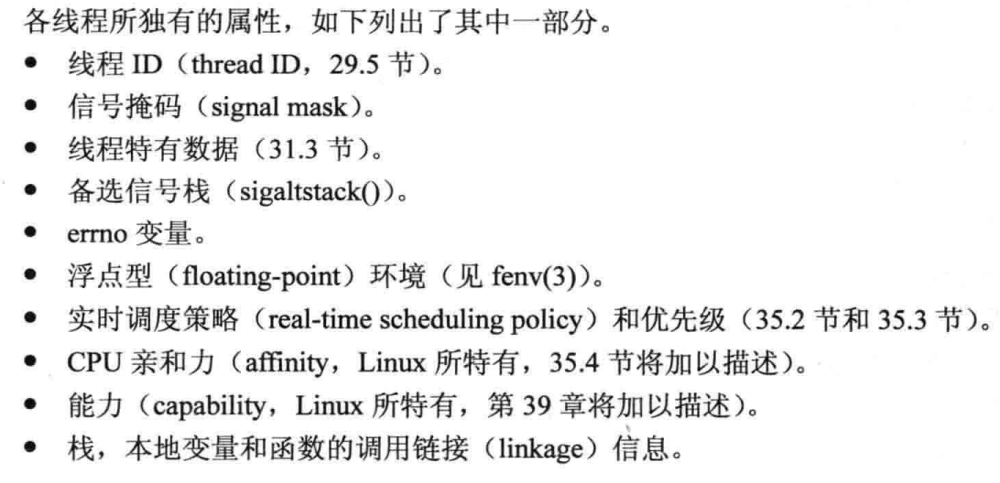 各线程所独有的属性，如下列出了其中一部分。
● 线程 ID（thread ID，29.5 节）。
● 信号掩码（signal mask）。
● 线程特有数据（31.3 节）。
● 备选信号栈（sigaltstack()）。
● errno 变量。
● 浮点型（floating-point）环境（见 fenv(3)）。
● 实时调度策略（real-time scheduling policy）和优先级（35.2 节和 35.3 节）。
● CPU 亲和力（affinity，Linux 所特有，35.4 节将加以描述）。
● 能力（capability，Linux 所特有，第 39 章将加以描述）。
● 栈，本地变量和函数的调用链接（linkage）信息。